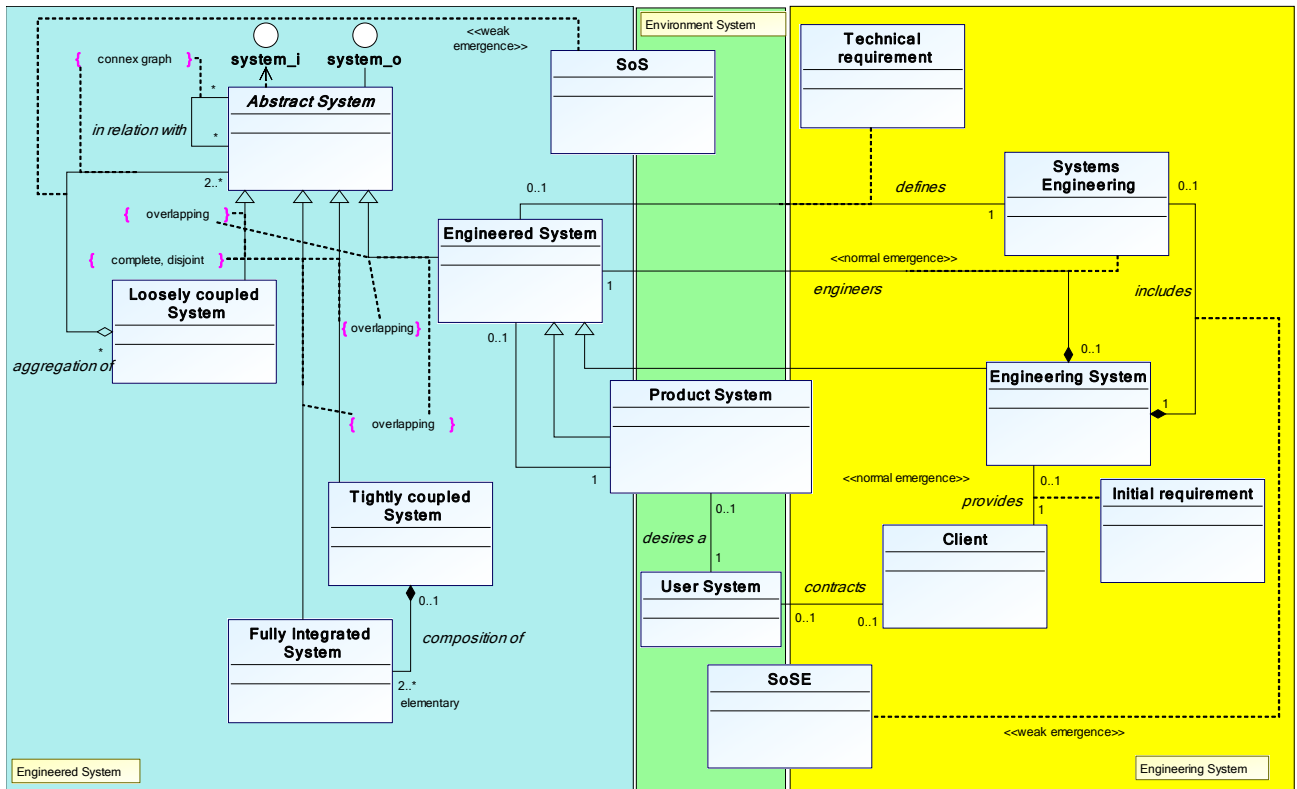 Environment System
<<weak
emergence>>
{ connex graph }
system_i
system_o
SoS
Technical
requirement
Abstract System
*
in relation with
*
2..*
Systems
Engineering
0..1
defines
0..1
1
{ overlapping }
Engineered System
{ complete, disjoint }
<<normal emergence>>
1
engineers
includes
Loosely coupled
System
{ overlapping }
0..1
0..1
*
aggregation of
Engineering System
Product System
1
{ overlapping }
1
<<normal emergence>>
0..1
Tightly coupled
System
provides
1
Initial requirement
0..1
desires a
1
Client
User System
contracts
0..1
0..1
0..1
Fully Integrated
System
composition of
2..*
elementary
SoSE
<<weak emergence>>
Engineered System
Engineering System